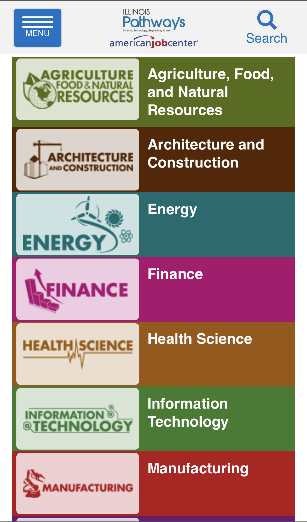 MENU
ILLINOIS
Pathways
americanjobcenter
Search
AGRICULTURE
FOOD & NATURAL
RESOURCES
Agriculture, Food,
and Natural
Resources
ARCHITECTURE
AND CONSTRUCTION
Architecture and
Construction
ENERGY
Energy
FINANCE
Finance
HEALTH SCIENCE
Health Science
INFORMATION
TECHNOLOGY
Information
Technology
MANUFACTURING
Manufacturing